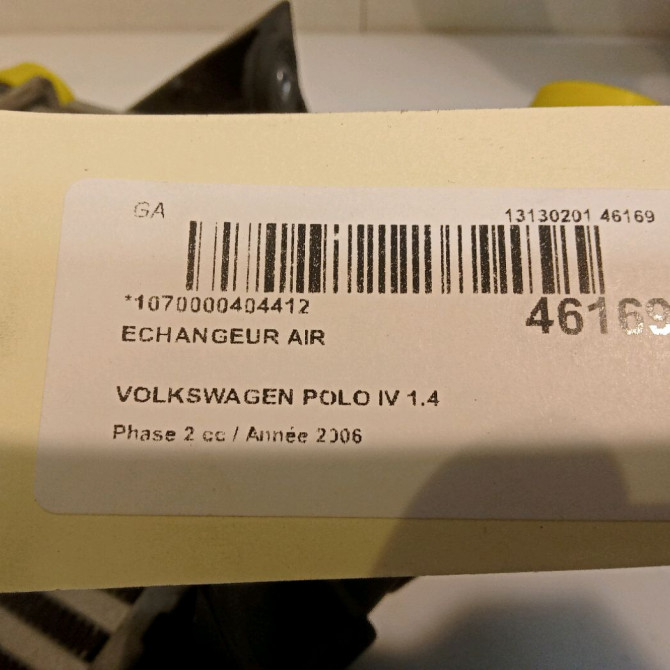 GA
13130201 46169
*1070000404412
46169
ECHANGEUR AIR
VOLKSWAGEN POLO IV 1.4
Phase 2 cc / Année 2006